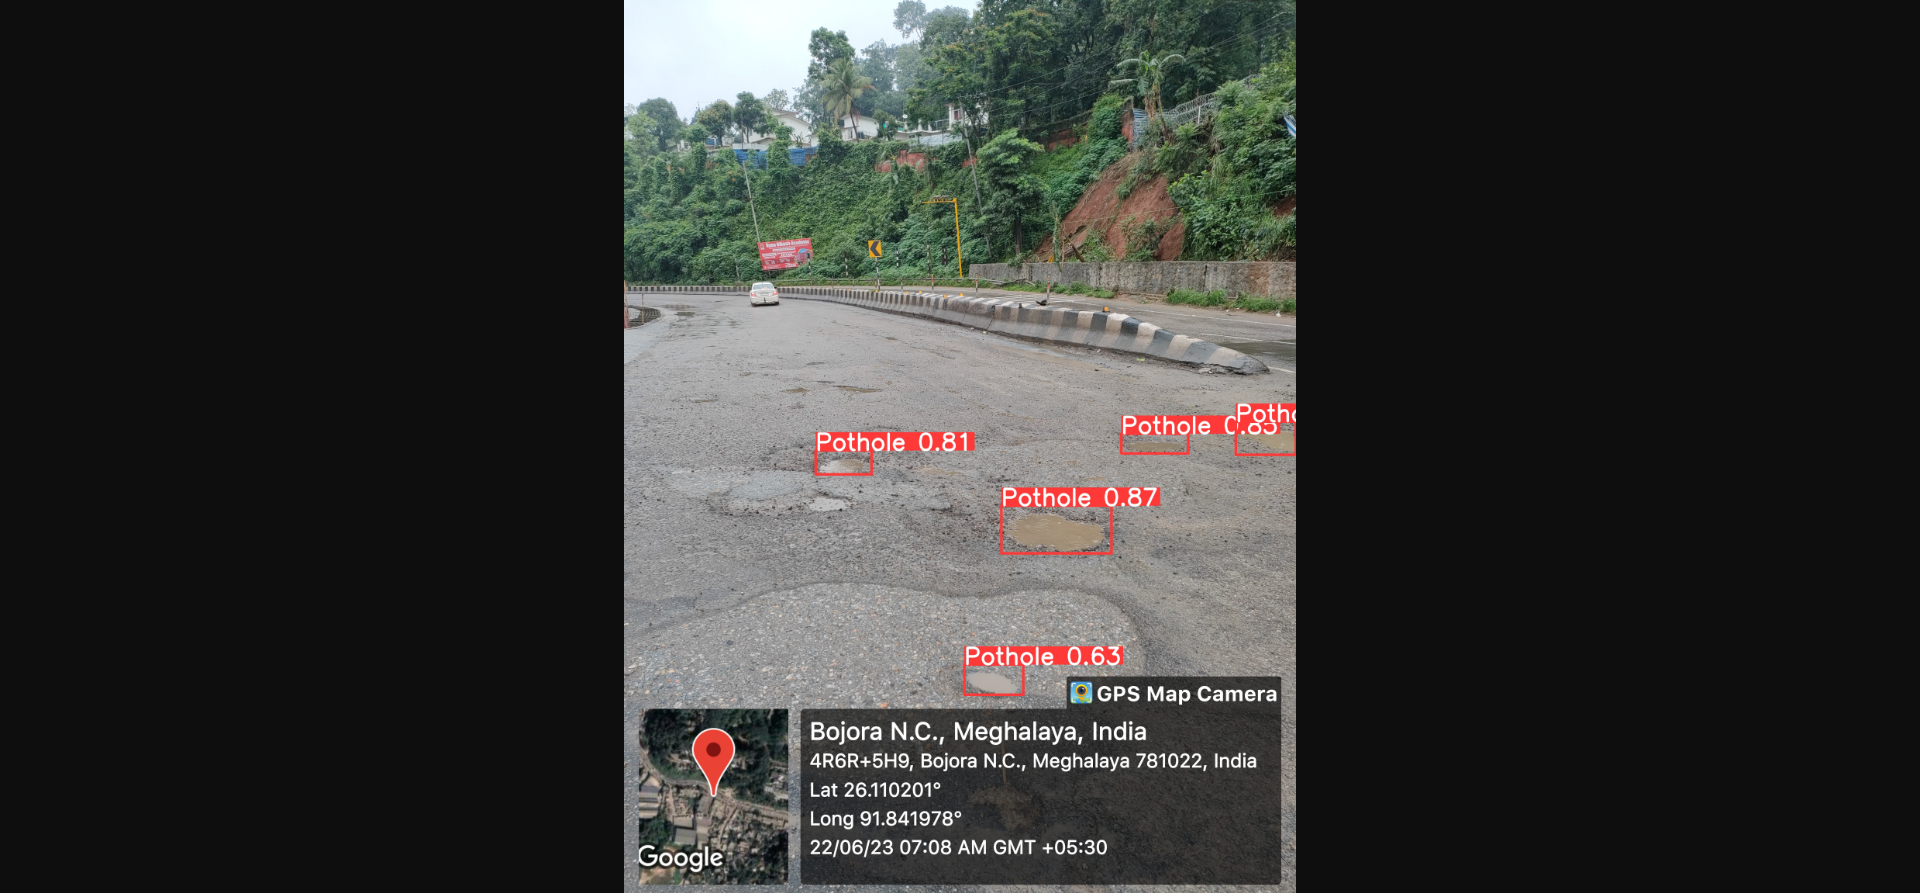 Potho
Pothole 0.85
Pothole 0.81
Pothole 0.87
Pothole 0.63
GPS Map Camera
Bojora N.C., Meghalaya, India
4R6R+5H9, Bojora N.C., Meghalaya 781022, India
Lat 26.110201°
Long 91.841978°
22/06/23 07:08 AM GMT +05:30
Google